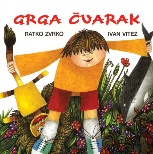 GRGA ČVARAK
RATKO ZVRKO IVAN VITEZ